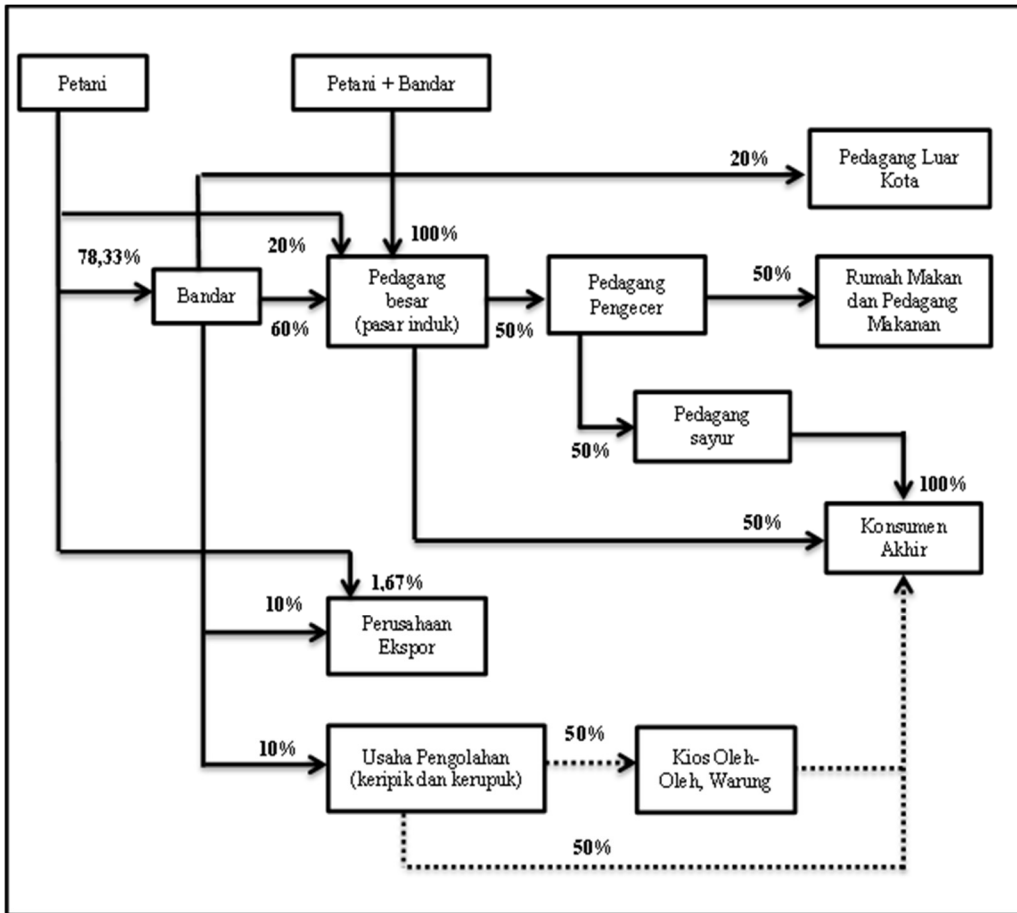 Petani
Petani + Bandar
20%
Pedagang Luar
Kota
78,33%
20%
100%
Bandar
60%
Pedagang
besar
(pasar induk)
50%
Pedagang
Pengecer
50%
Rumah Makan
dan Pedagang
Makanan
50%
Pedagang
sayur
100%
50%
Konsumen
Akhir
1,67%
10%
Perusahaan
Ekspor
10%
Usaha Pengolahan
(keripik dan kerupuk)
50%
Kios Oleh-
Oleh, Warung
50%